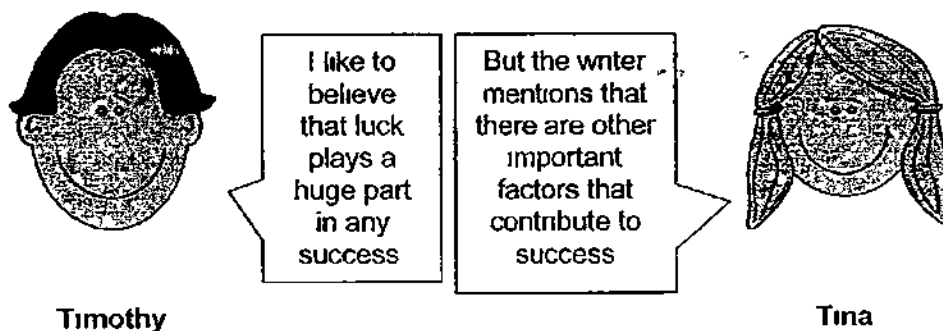 I like to
believe
that luck
plays a
huge part
in any
success
But the writer
mentions that
there are other
important
factors that
contribute to
success
Timothy
Tina